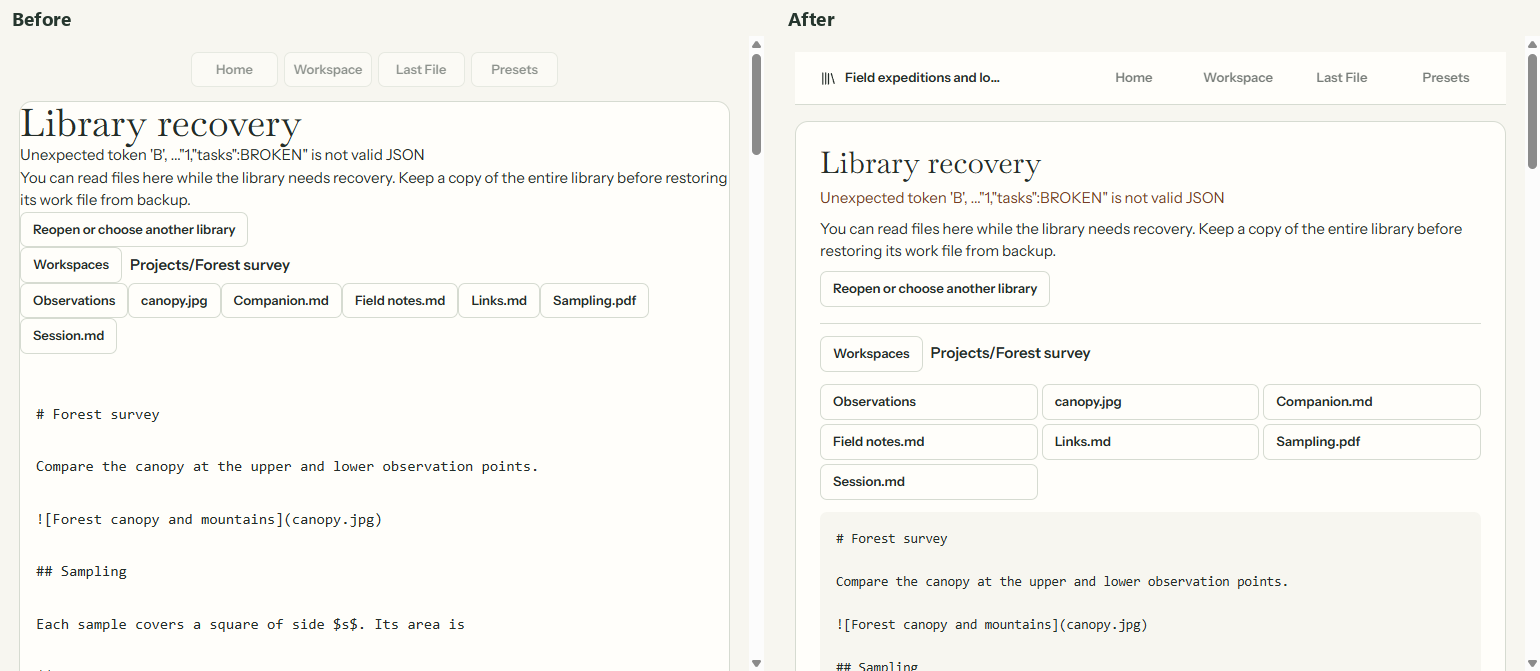 Before
Home Workspace Last File Presets
Library recovery
Unexpected token 'B', ..."1,"tasks":BROKEN" is not valid JSON
You can read files here while the library needs recovery. Keep a copy of the entire library before restoring
its work file from backup.
Reopen or choose another library
Workspaces Projects/Forest survey
Observations canopy.jpg Companion.md Field notes.md Links.md Sampling.pdf
Session.md
# Forest survey
Compare the canopy at the upper and lower observation points.
![Forest canopy and mountains](canopy.jpg)
## Sampling
Each sample covers a square of side $s$. Its area is
After
Field expeditions and lo... Home Workspace Last File Presets
Library recovery
Unexpected token 'B', ..."1,"tasks":BROKEN" is not valid JSON
You can read files here while the library needs recovery. Keep a copy of the entire library before
restoring its work file from backup.
Reopen or choose another library
Workspaces Projects/Forest survey
Observations canopy.jpg Companion.md
Field notes.md Links.md Sampling.pdf
Session.md
# Forest survey
Compare the canopy at the upper and lower observation points.
![Forest canopy and mountains](canopy.jpg)
## Sampling